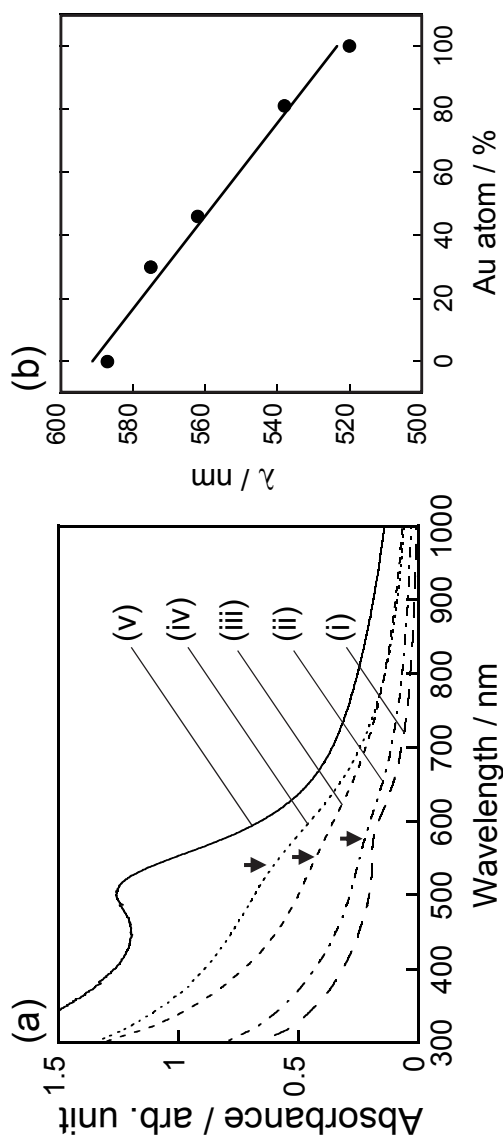 (a)
Absorbance / arb. unit
1.5
1
0.5
0
300 400 500 600 700 800 900 1000
Wavelength / nm
(v)
(iv)
(iii)
(ii)
(i)
(b)
λ / nm
600
580
560
540
520
500
0 20 40 60 80 100
Au atom / %